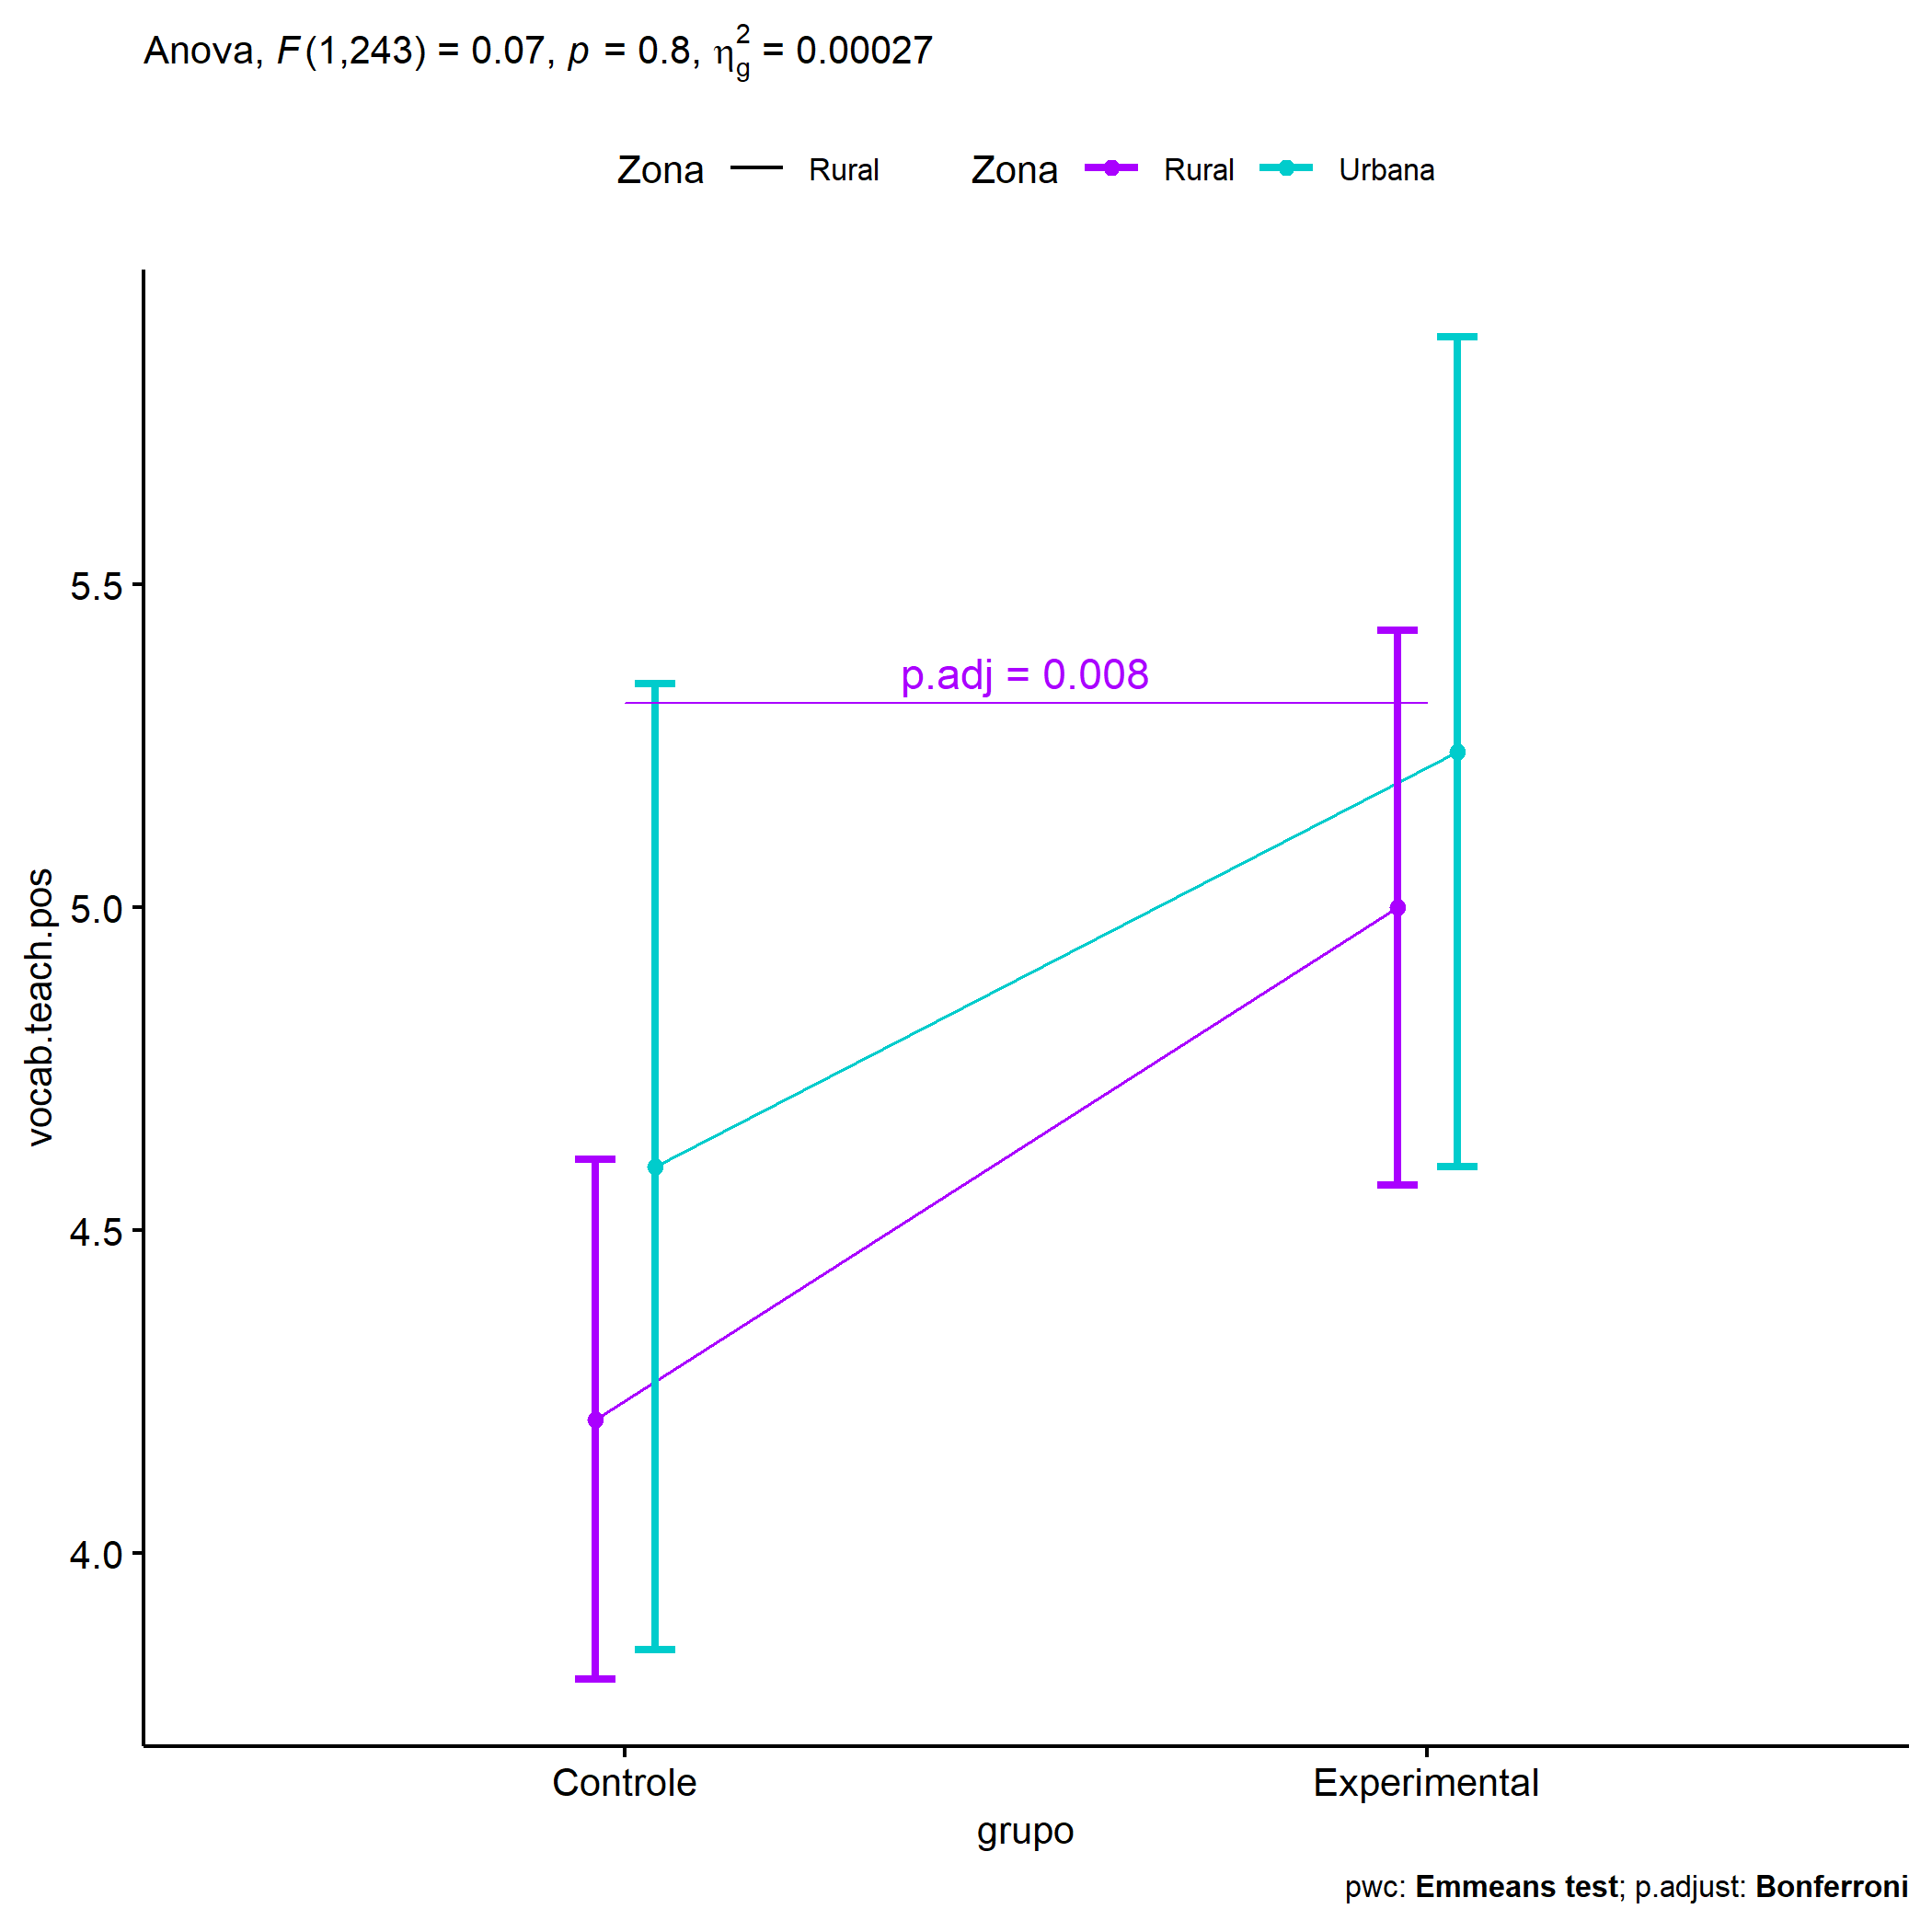 Anova, F(1,243) = 0.07, p = 0.8, η²g = 0.00027
Zona Rural Zona Rural Urbana
5.5
5.0
4.5
4.0
vocab.teach.pos
p.adj = 0.008
Controle Experimental
grupo
pwc: Emmeans test; p.adjust: Bonferroni